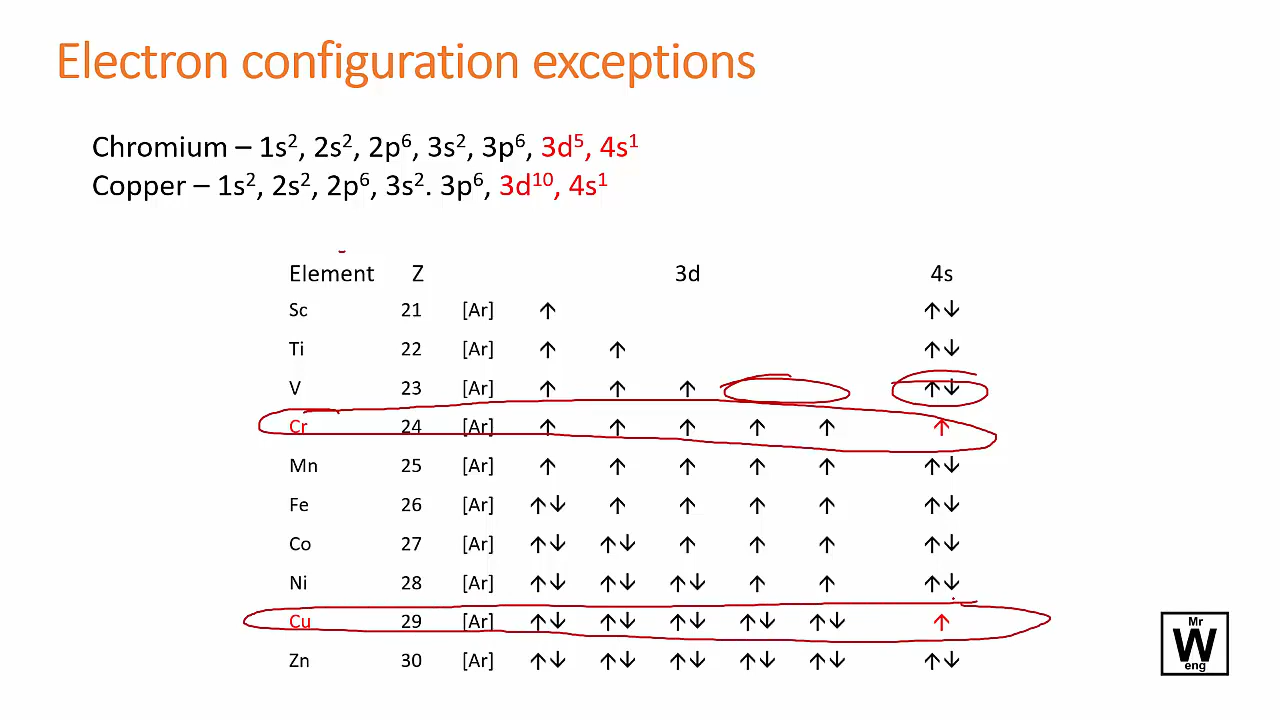 Electron configuration exceptions
Chromium – 1s², 2s², 2p⁶, 3s², 3p⁶, 3d⁵, 4s¹
Copper – 1s², 2s², 2p⁶, 3s². 3p⁶, 3d¹⁰, 4s¹
Element Z 3d 4s
Sc 21 [Ar] ↑ ↑↓
Ti 22 [Ar] ↑ ↑ ↑↓
V 23 [Ar] ↑ ↑ ↑ ↑↓
Cr 24 [Ar] ↑ ↑ ↑ ↑ ↑ ↑
Mn 25 [Ar] ↑ ↑ ↑ ↑ ↑ ↑↓
Fe 26 [Ar] ↑↓ ↑ ↑ ↑ ↑ ↑↓
Co 27 [Ar] ↑↓ ↑↓ ↑ ↑ ↑ ↑↓
Ni 28 [Ar] ↑↓ ↑↓ ↑↓ ↑ ↑ ↑↓
Cu 29 [Ar] ↑↓ ↑↓ ↑↓ ↑↓ ↑↓ ↑
Zn 30 [Ar] ↑↓ ↑↓ ↑↓ ↑↓ ↑↓ ↑↓
Mr
W
eng